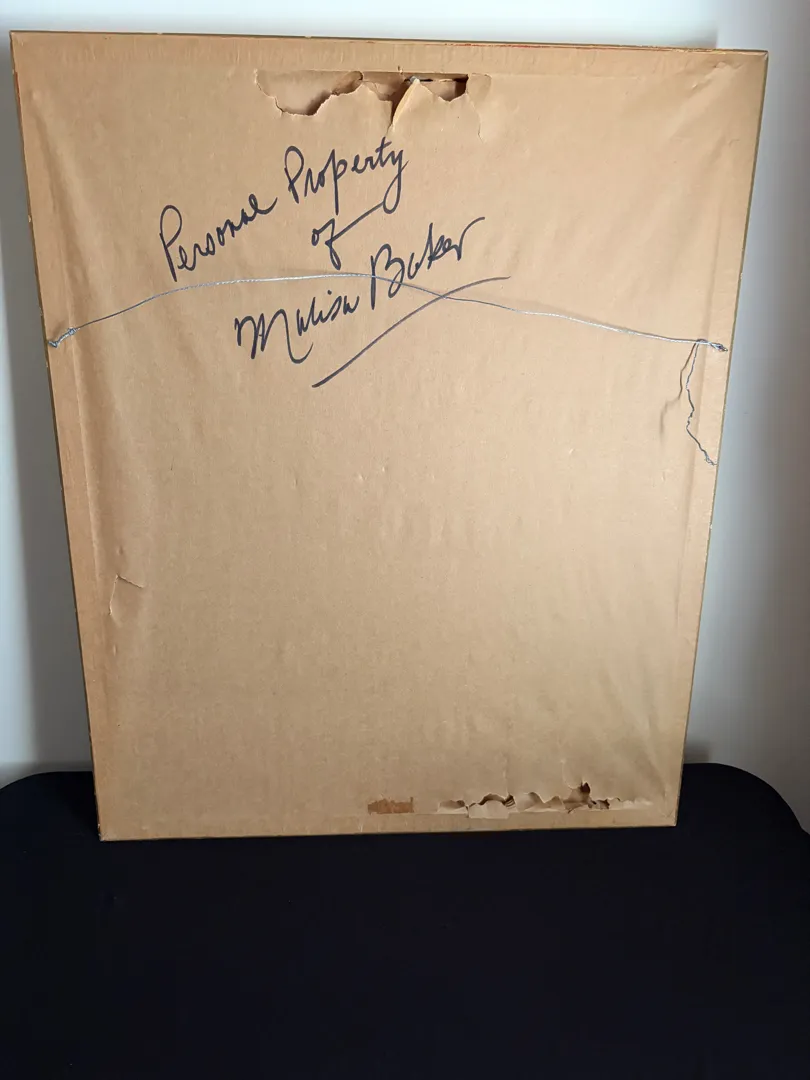 Personal Property
of
Malisa Baker